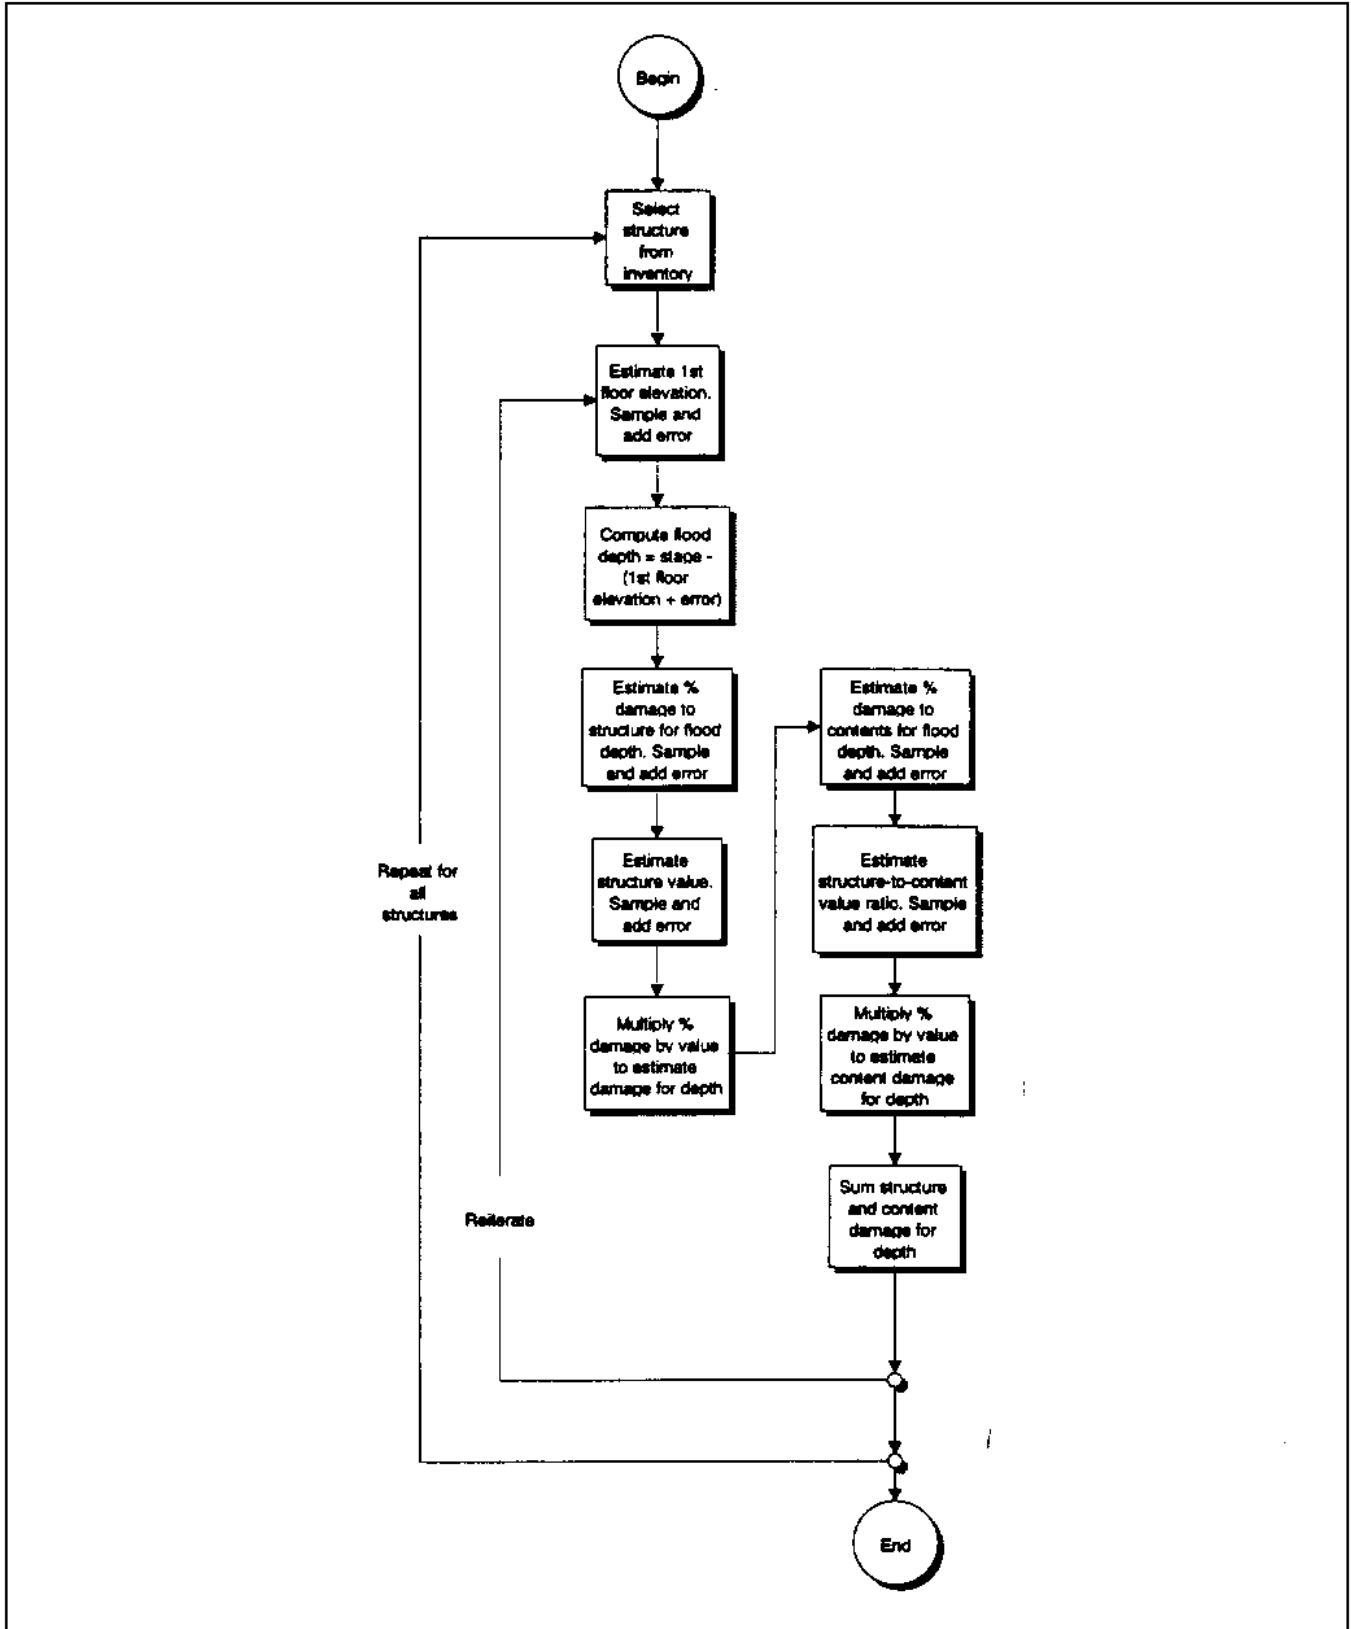 Begin
Select
structure
from
inventory
Estimate 1st
floor elevation.
Sample and
add error
Compute flood
depth = stage -
(1st floor
elevation + error)
Estimate %
damage to
structure for flood
depth. Sample
and add error
Estimate
structure value.
Sample and
add error
Multiply %
damage by value
to estimate
damage for depth
Estimate %
damage to
contents for flood
depth. Sample
and add error
Estimate
structure-to-content
value ratio. Sample
and add error
Multiply %
damage by value
to estimate
content damage
for depth
Sum structure
and content
damage for
depth
Repeat for
all
structures
Reiterate
End